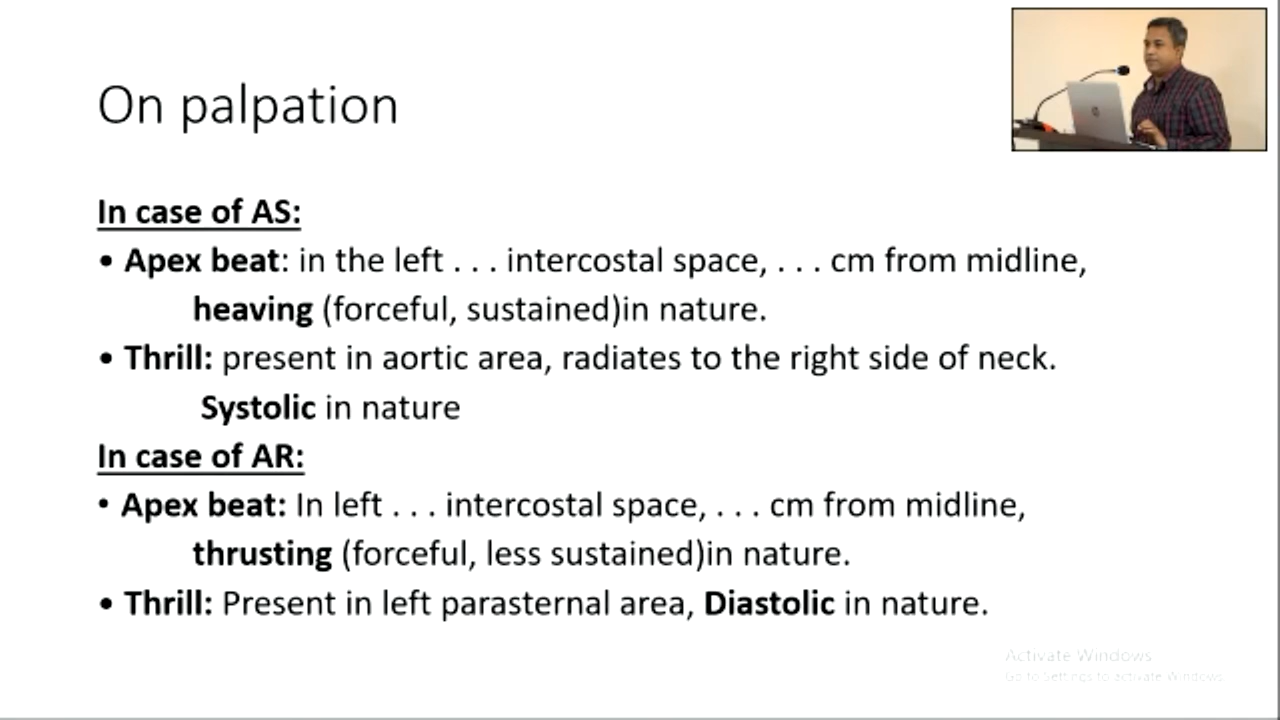 On palpation
In case of AS:
• Apex beat: in the left . . . intercostal space, . . . cm from midline,
heaving (forceful, sustained)in nature.
• Thrill: present in aortic area, radiates to the right side of neck.
Systolic in nature
In case of AR:
• Apex beat: In left . . . intercostal space, . . . cm from midline,
thrusting (forceful, less sustained)in nature.
• Thrill: Present in left parasternal area, Diastolic in nature.
Activate Windows
Go to Settings to activate Windows.